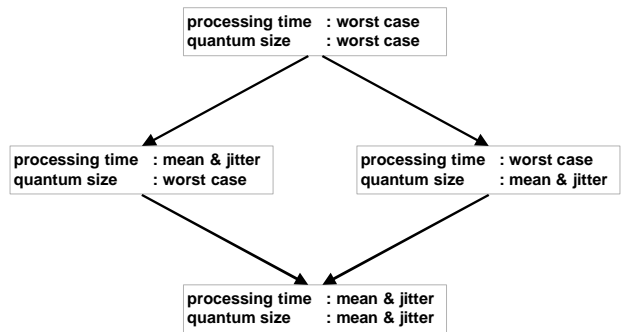 processing time : worst case
quantum size : worst case
processing time : mean & jitter
quantum size : worst case
processing time : worst case
quantum size : mean & jitter
processing time : mean & jitter
quantum size : mean & jitter